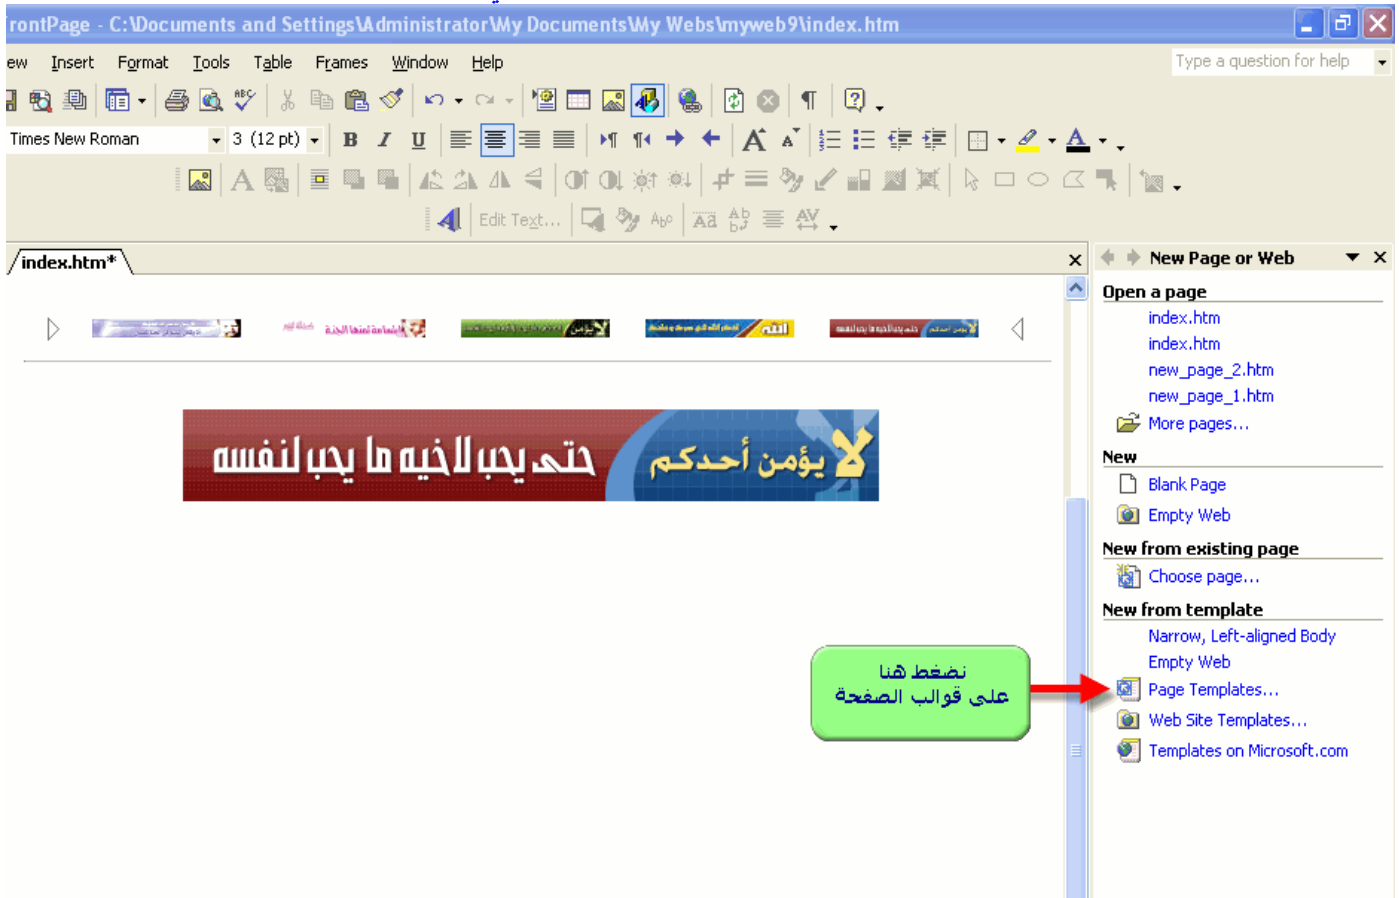 rontPage - C:\Documents and Settings\Administrator\My Documents\My Webs\myweb9\index.htm
ew Insert Format Tools Table Frames Window Help
Type a question for help
Times New Roman 3 (12 pt) B I U
Edit Text...
index.htm*
New Page or Web
Open a page
index.htm
index.htm
new_page_2.htm
new_page_1.htm
More pages...
New
Blank Page
Empty Web
New from existing page
Choose page...
New from template
Narrow, Left-aligned Body
Empty Web
Page Templates...
Web Site Templates...
Templates on Microsoft.com
لا يؤمن أحدكم حتى يحب لاخيه ما يحب لنفسه
نضغط هنا
على قوالب الصفحة